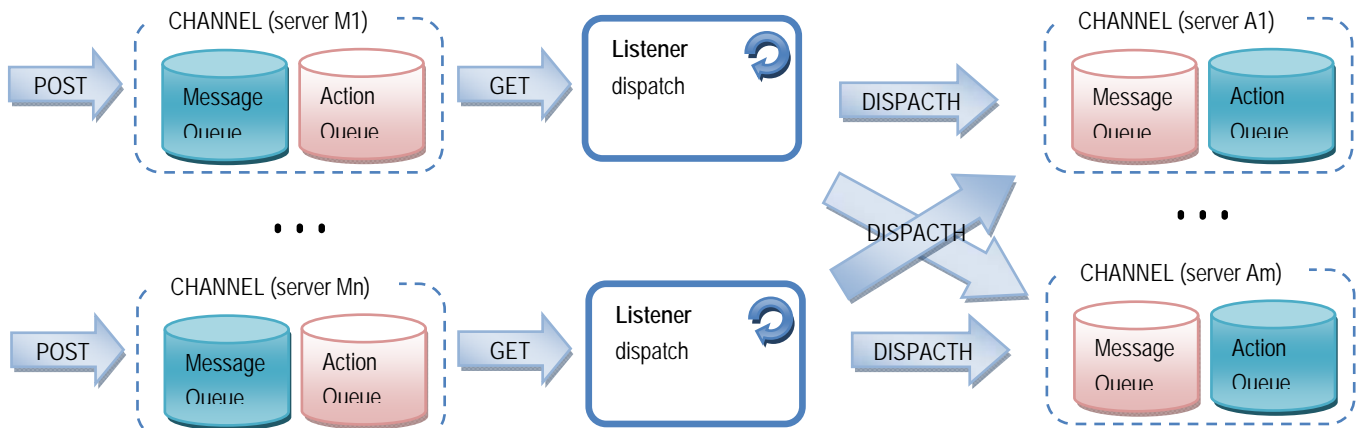 CHANNEL (server M1)
POST
Message
Queue
Action
Queue
GET
Listener
dispatch
DISPACTH
CHANNEL (server A1)
Message
Queue
Action
Queue
. . .
DISPACTH
. . .
CHANNEL (server Mn)
POST
Message
Queue
Action
Queue
GET
Listener
dispatch
DISPACTH
CHANNEL (server Am)
Message
Queue
Action
Queue